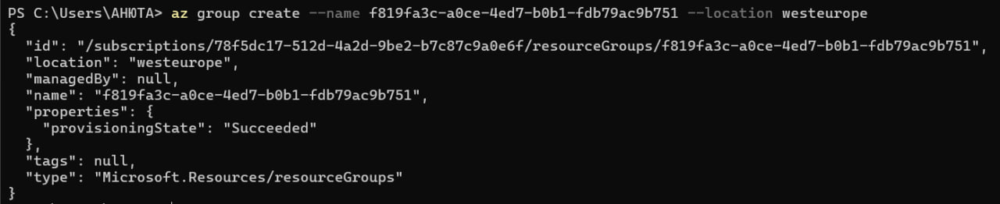 PS C:\Users\AHUTA> az group create --name f819fa3c-a0ce-4ed7-b0b1-fdb79ac9b751 --location westeurope
{
  "id": "/subscriptions/78f5dc17-512d-4a2d-9be2-b7c87c9a0e6f/resourceGroups/f819fa3c-a0ce-4ed7-b0b1-fdb79ac9b751",
  "location": "westeurope",
  "managedBy": null,
  "name": "f819fa3c-a0ce-4ed7-b0b1-fdb79ac9b751",
  "properties": {
    "provisioningState": "Succeeded"
  },
  "tags": null,
  "type": "Microsoft.Resources/resourceGroups"
}